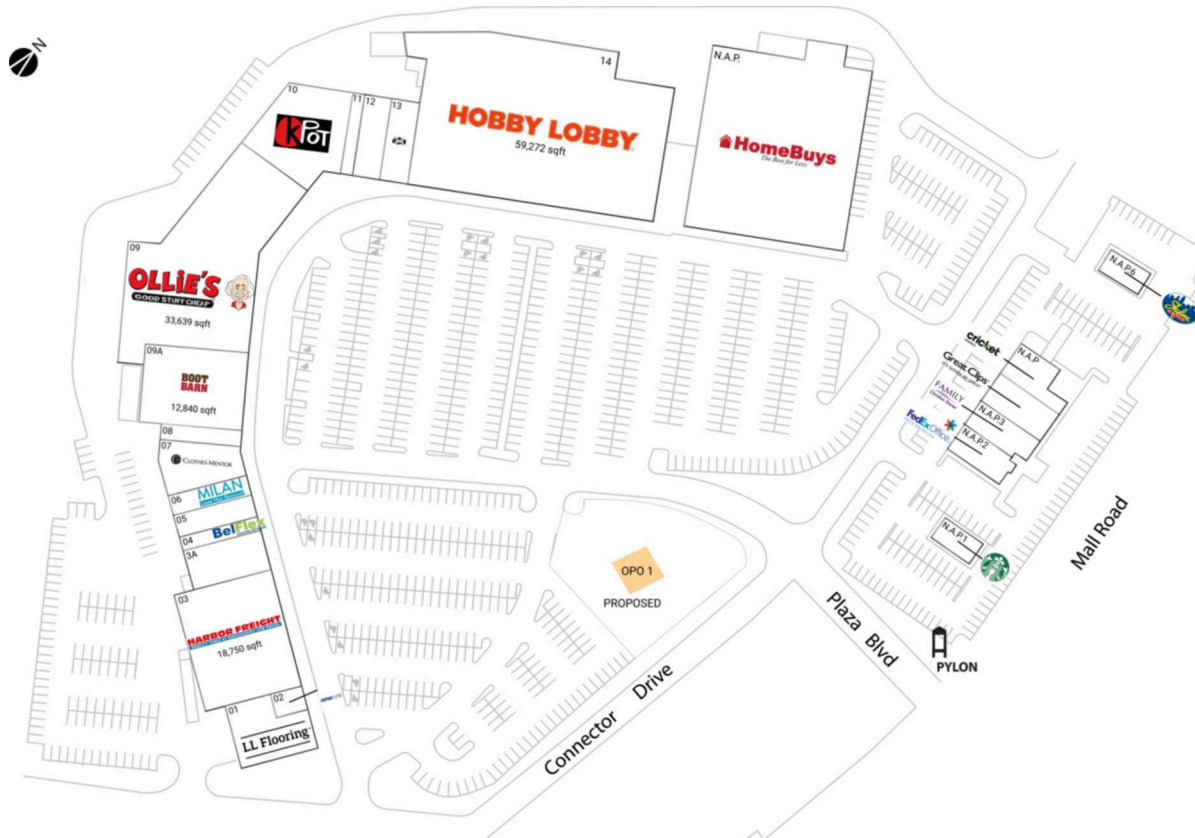 N
14
HOBBY LOBBY
59,272 sqft
N.A.P.
HomeBuys
The Best for Less
10
KPOT
11
12
13
09
OLLIE'S
GOOD STUFF CHEAP
33,639 sqft
09A
BOOT
BARN
12,840 sqft
08
07
CLOTHES MENTOR
06
MILAN
05
04
BelFlex
3A
03
HARBOR FREIGHT
18,750 sqft
02
01
LL Flooring
OPO 1
PROPOSED
N.A.P.6
cricket
N.A.P
Great Clips
FAMILY
N.A.P.3
FedEx Office
N.A.P.2
N.A.P.1
Mall Road
Plaza Blvd
PYLON
Connector Drive